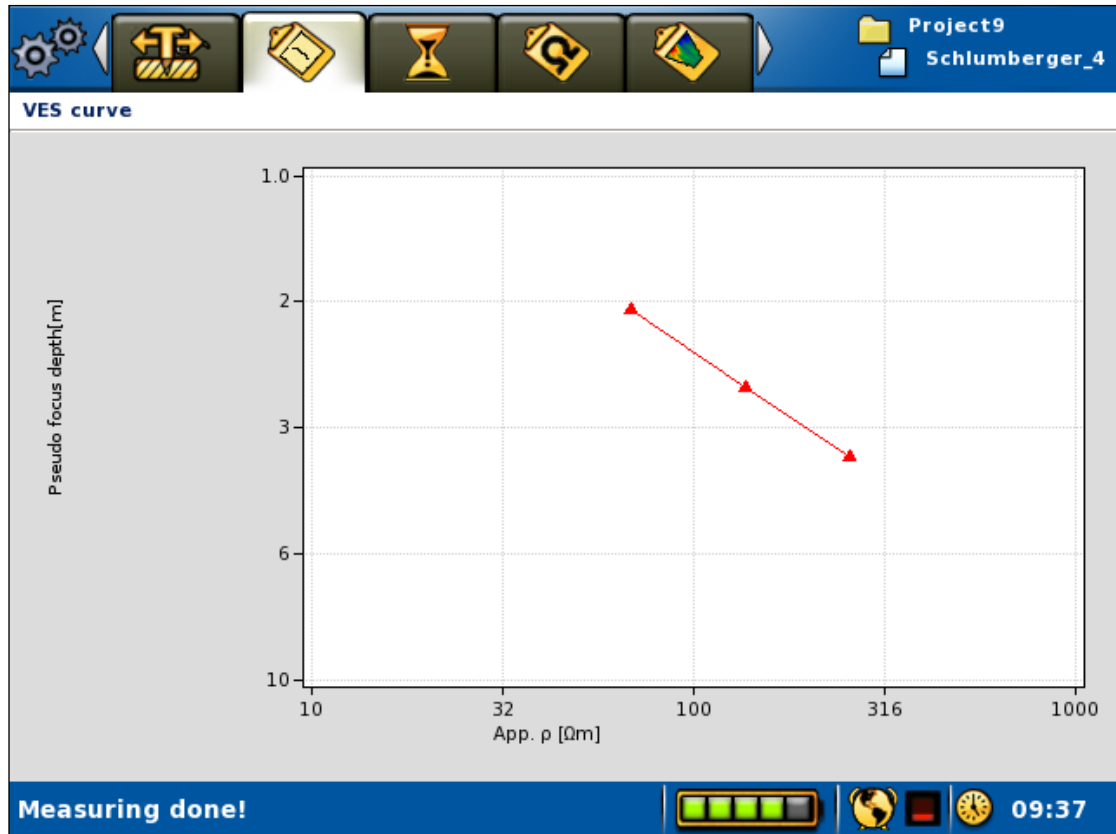 Project9
Schlumberger_4
VES curve
1.0
2
3
6
10
Pseudo focus depth[m]
10 32 100 316 1000
App. ρ [Ωm]
Measuring done!
09:37